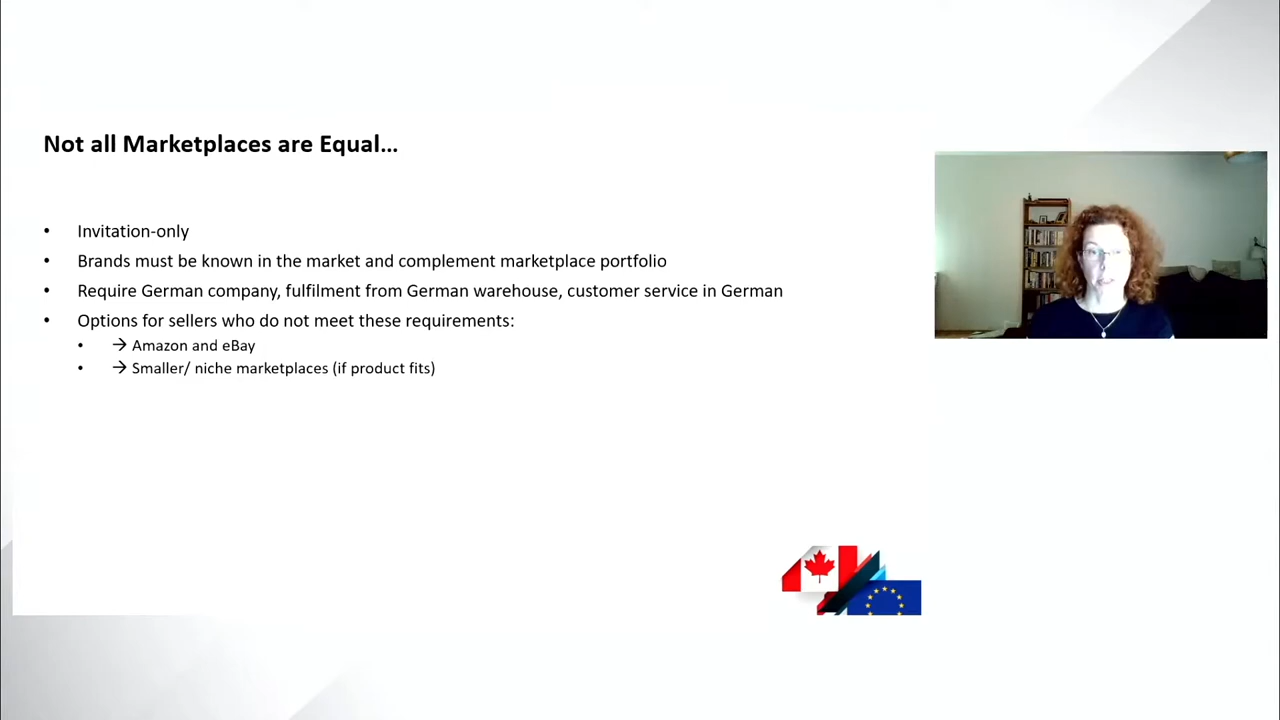 Not all Marketplaces are Equal...
• Invitation-only
• Brands must be known in the market and complement marketplace portfolio
• Require German company, fulfilment from German warehouse, customer service in German
• Options for sellers who do not meet these requirements:
• → Amazon and eBay
• → Smaller/ niche marketplaces (if product fits)